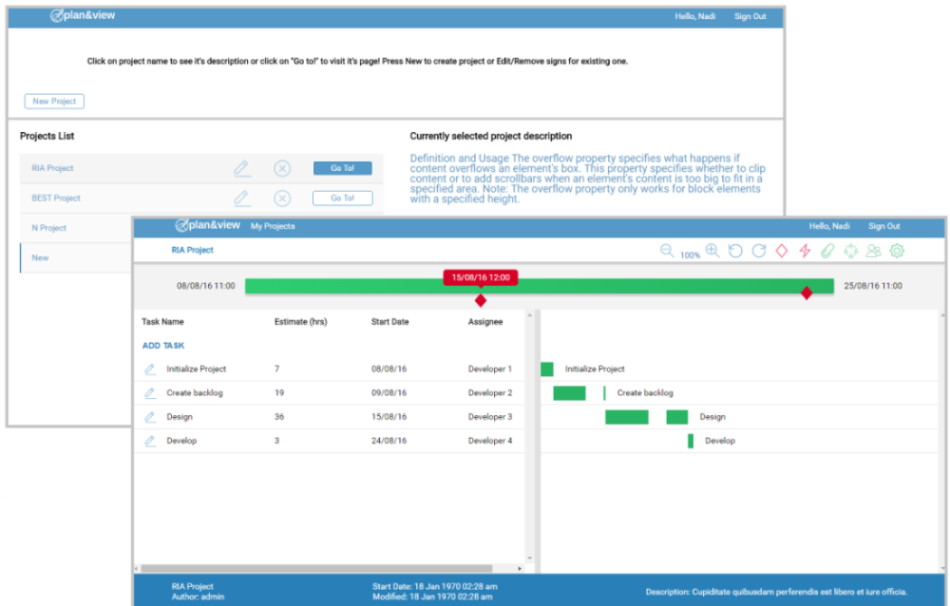 plan&view
Hello, Nadi Sign Out
Click on project name to see it's description or click on "Go to!" to visit it's page! Press New to create project or Edit/Remove signs for existing one.
New Project
Projects List
RIA Project Go To!
BEST Project Go To!
N Project
New
Currently selected project description
Definition and Usage The overflow property specifies what happens if
content overflows an element's box. This property specifies whether to clip
content or to add scrollbars when an element's content is too big to fit in a
specified area. Note: The overflow property only works for block elements
with a specified height.
plan&view My Projects Hello, Nadi Sign Out
RIA Project 100%
15/08/16 12:00
08/08/16 11:00 25/08/16 11:00
Task Name Estimate (hrs) Start Date Assignee
ADD TASK
Initialize Project 7 08/08/16 Developer 1 Initialize Project
Create backlog 19 09/08/16 Developer 2 Create backlog
Design 36 15/08/16 Developer 3 Design
Develop 3 24/08/16 Developer 4 Develop
RIA Project
Author: admin
Start Date: 18 Jan 1970 02:28 am
Modified: 18 Jan 1970 02:28 am
Description: Cupiditate quibusdam perferendis est libero et iure officia.